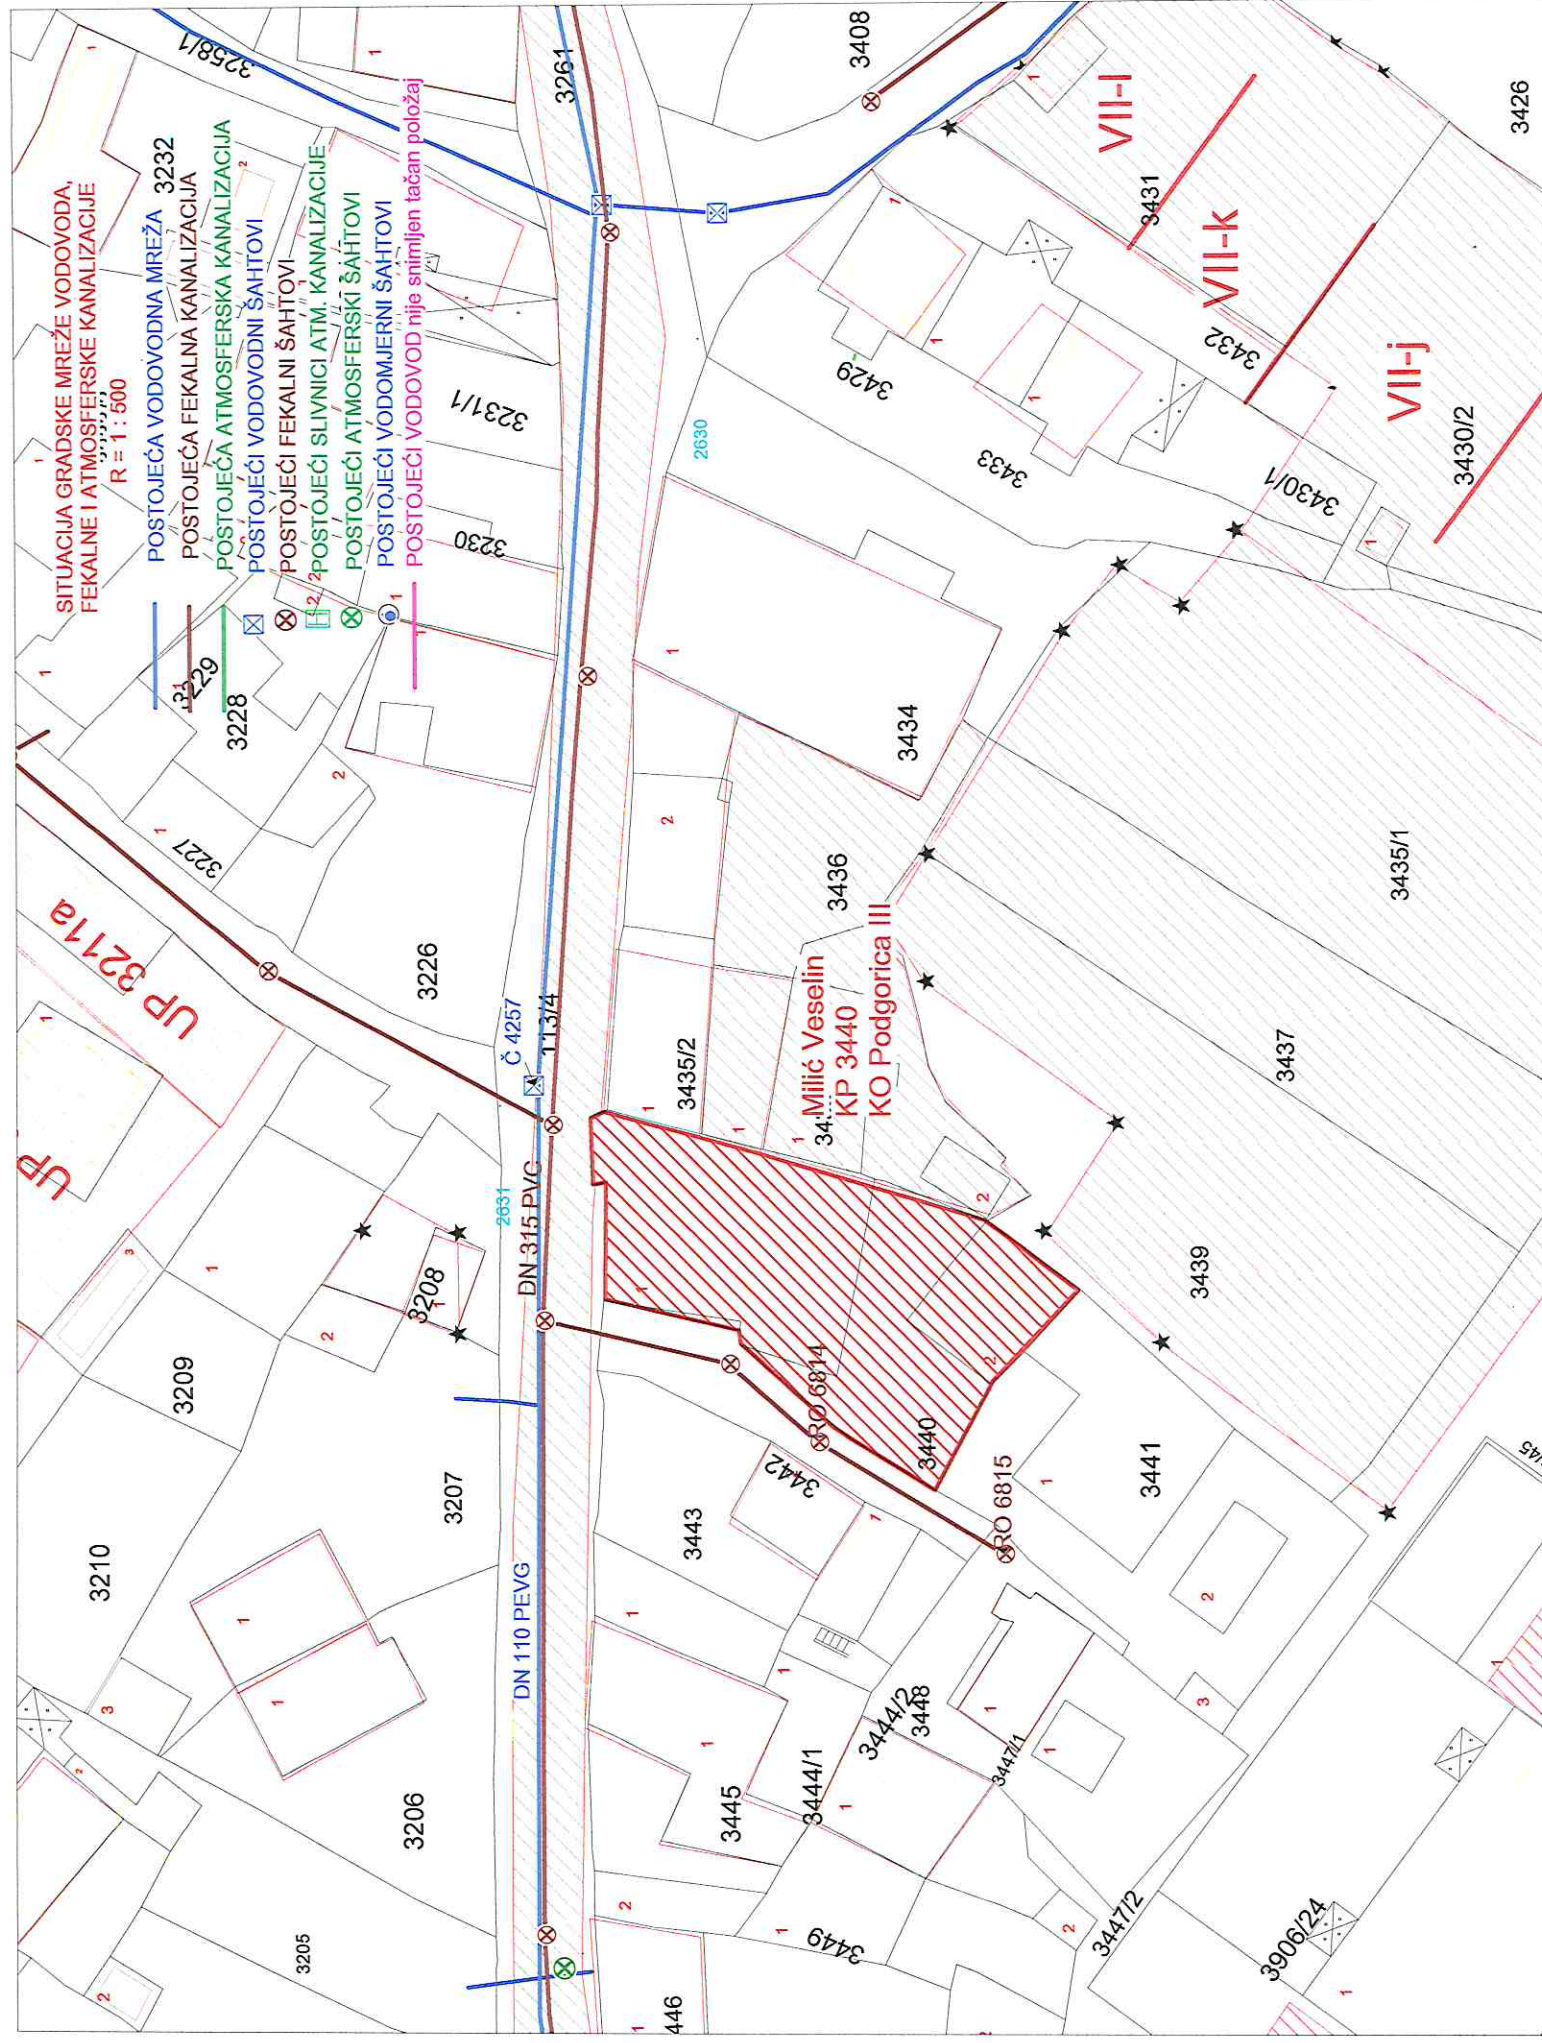 SITUACIJA GRADSKE MREŽE VODOVODA,
FEKALNE I ATMOSFERSKE KANALIZACIJE
R = 1 : 500
POSTOJEĆA VODOVODNA MREŽA
POSTOJEĆA FEKALNA KANALIZACIJA
POSTOJEĆA ATMOSFERSKA KANALIZACIJA
POSTOJEĆI VODOVODNI ŠAHTOVI
POSTOJEĆI FEKALNI ŠAHTOVI
POSTOJEĆI SLIVNICI ATM. KANALIZACIJE
POSTOJEĆI ATMOSFERSKI ŠAHTOVI
POSTOJEĆI VODOMJERNI ŠAHTOVI
POSTOJEĆI VODOVOD nije snimljen tačan položaj
3232
3258/1
3261
3408
3231/1
3230
3229
3228
3227
3226
UP 3211a
UP
Č 4257
113/4
2631
DN 315 PVC
3208
3209
3210
3207
DN 110 PEVG
3206
3205
2630
3429
3431
3432
3433
3430/1
3430/2
3426
VII-l
VII-k
VII-j
3434
3436
3435/2
3435/1
3437
3439
Milić Veselin
KP 3440
KO Podgorica III
RO 6814
3440
RO 6815
3441
3442
3443
3444/1
3444/2
3448
3447/1
3445
3449
446
3447/2
3906/24